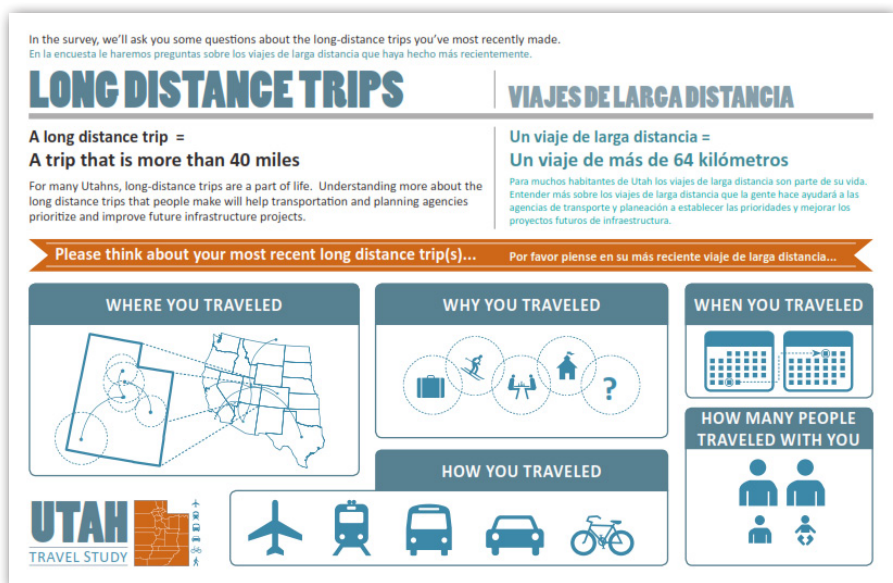 In the survey, we'll ask you some questions about the long-distance trips you've most recently made.
En la encuesta le haremos preguntas sobre los viajes de larga distancia que haya hecho más recientemente.
LONG DISTANCE TRIPS
VIAJES DE LARGA DISTANCIA
A long distance trip =
A trip that is more than 40 miles
For many Utahns, long-distance trips are a part of life. Understanding more about the
long distance trips that people make will help transportation and planning agencies
prioritize and improve future infrastructure projects.
Un viaje de larga distancia =
Un viaje de más de 64 kilómetros
Para muchos habitantes de Utah los viajes de larga distancia son parte de su vida.
Entender más sobre los viajes de larga distancia que la gente hace ayudará a las
agencias de transporte y planeación a establecer las prioridades y mejorar los
proyectos futuros de infraestructura.
Please think about your most recent long distance trip(s)...
Por favor piense en su más reciente viaje de larga distancia...
WHERE YOU TRAVELED
WHY YOU TRAVELED
?
WHEN YOU TRAVELED
HOW MANY PEOPLE
TRAVELED WITH YOU
HOW YOU TRAVELED
UTAH
TRAVEL STUDY